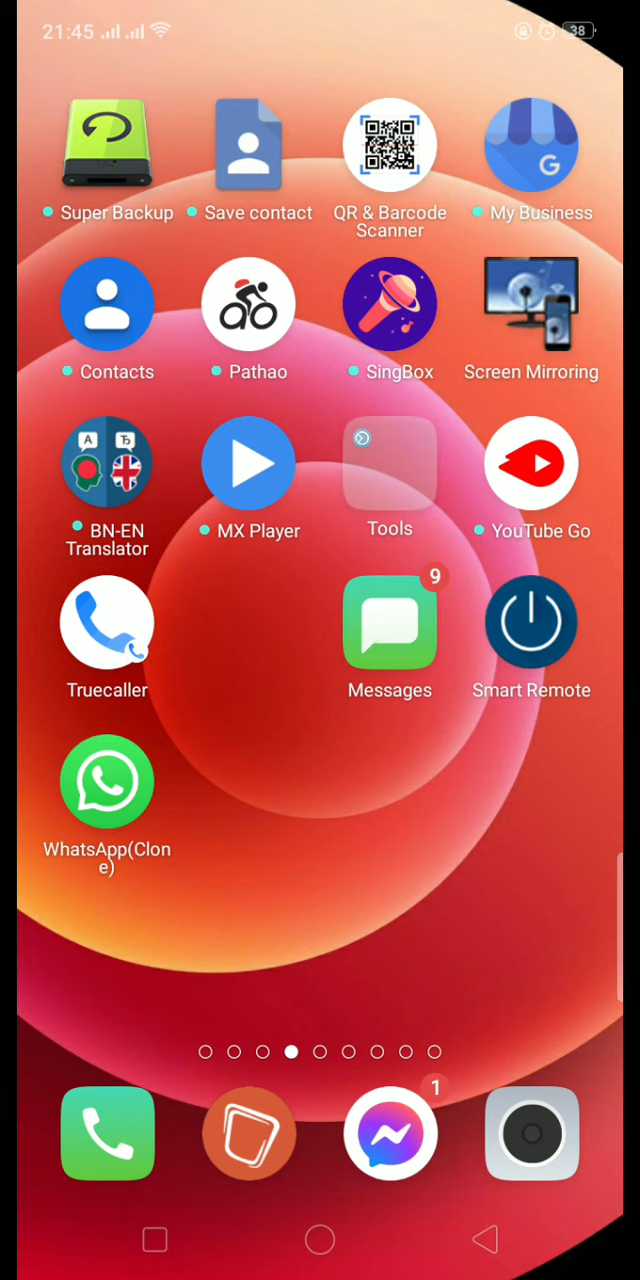 21:45
38
Super Backup
Save contact
QR & Barcode
Scanner
G
My Business
Contacts
Pathao
SingBox
Screen Mirroring
A
BN-EN
Translator
MX Player
Tools
YouTube Go
9
Truecaller
Messages
Smart Remote
WhatsApp(Clon
e)
1